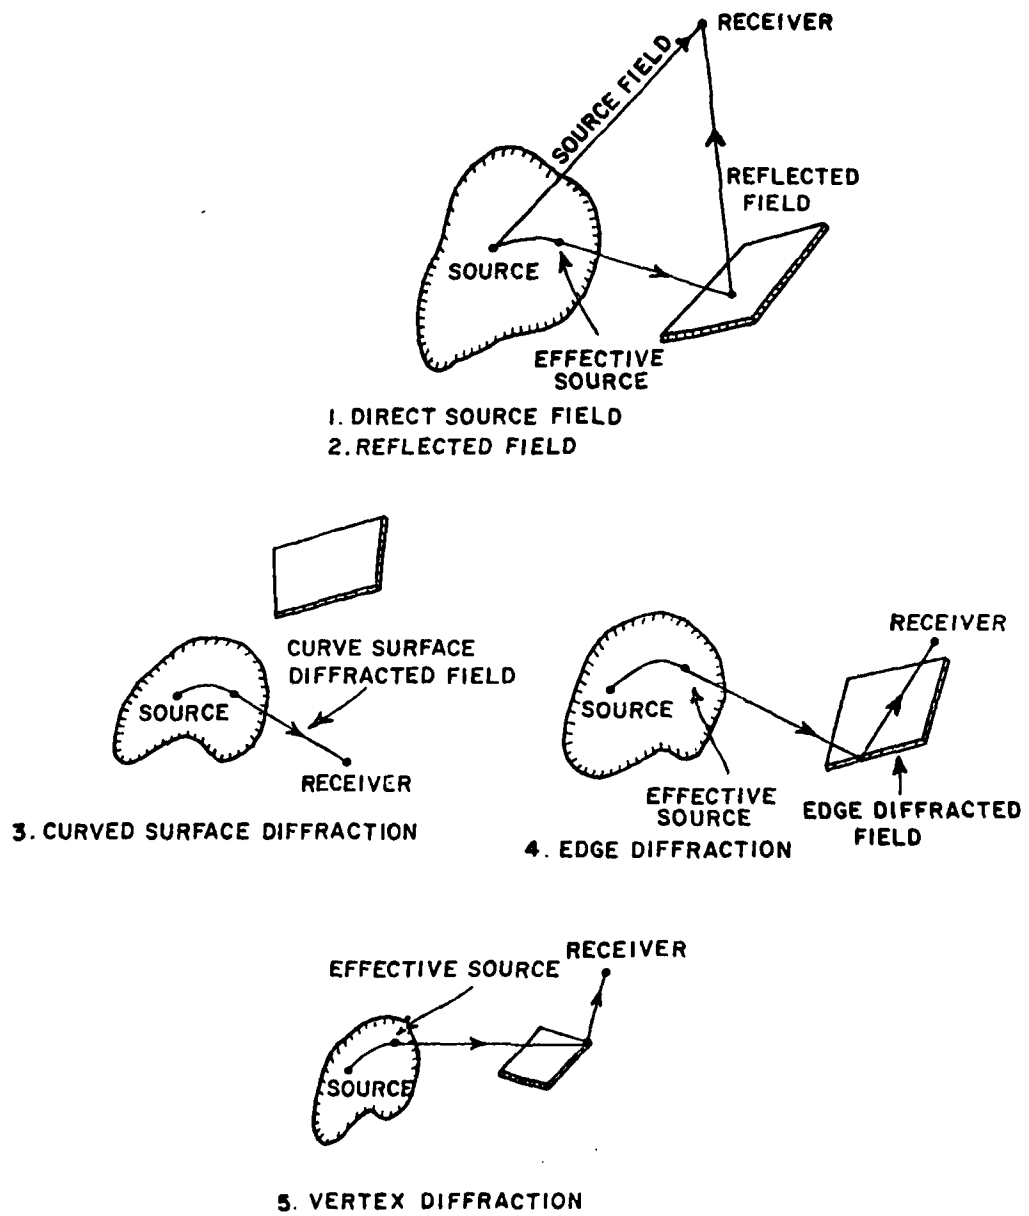 RECEIVER
SOURCE FIELD
REFLECTED
FIELD
SOURCE
EFFECTIVE
SOURCE
1. DIRECT SOURCE FIELD
2. REFLECTED FIELD
CURVE SURFACE
DIFFRACTED FIELD
SOURCE
RECEIVER
3. CURVED SURFACE DIFFRACTION
RECEIVER
SOURCE
EFFECTIVE
SOURCE
EDGE DIFFRACTED
FIELD
4. EDGE DIFFRACTION
RECEIVER
EFFECTIVE SOURCE
SOURCE
5. VERTEX DIFFRACTION